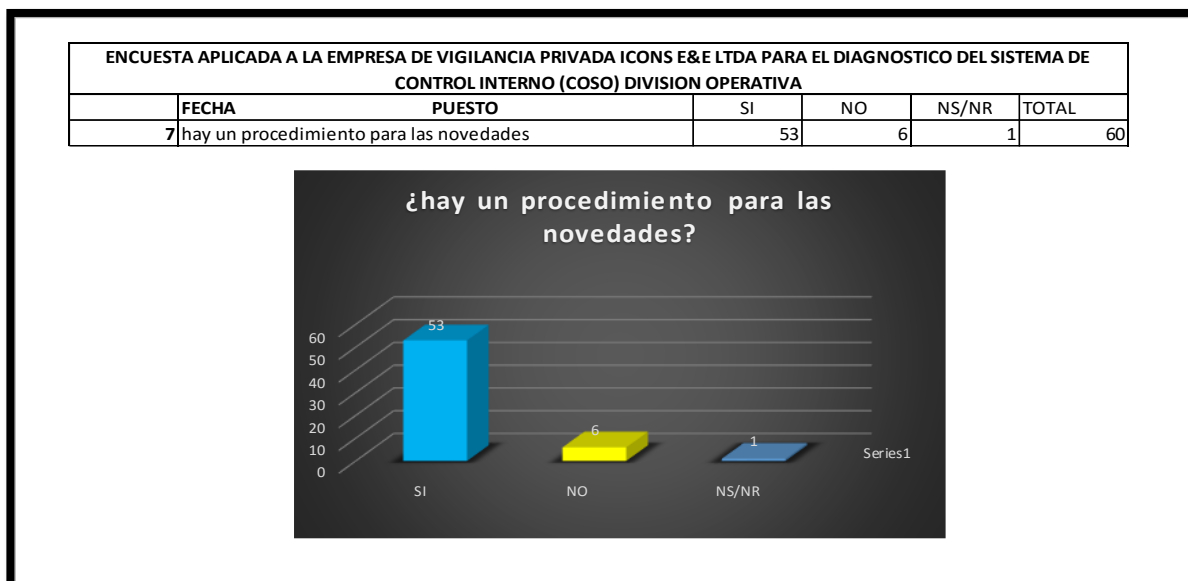 ENCUESTA APLICADA A LA EMPRESA DE VIGILANCIA PRIVADA ICONS E&E LTDA PARA EL DIAGNOSTICO DEL SISTEMA DE
CONTROL INTERNO (COSO) DIVISION OPERATIVA
FECHA PUESTO SI NO NS/NR TOTAL
7 hay un procedimiento para las novedades 53 6 1 60
¿hay un procedimiento para las
novedades?
60
50
40
30
20
10
0
53
6
1
Series1
SI NO NS/NR